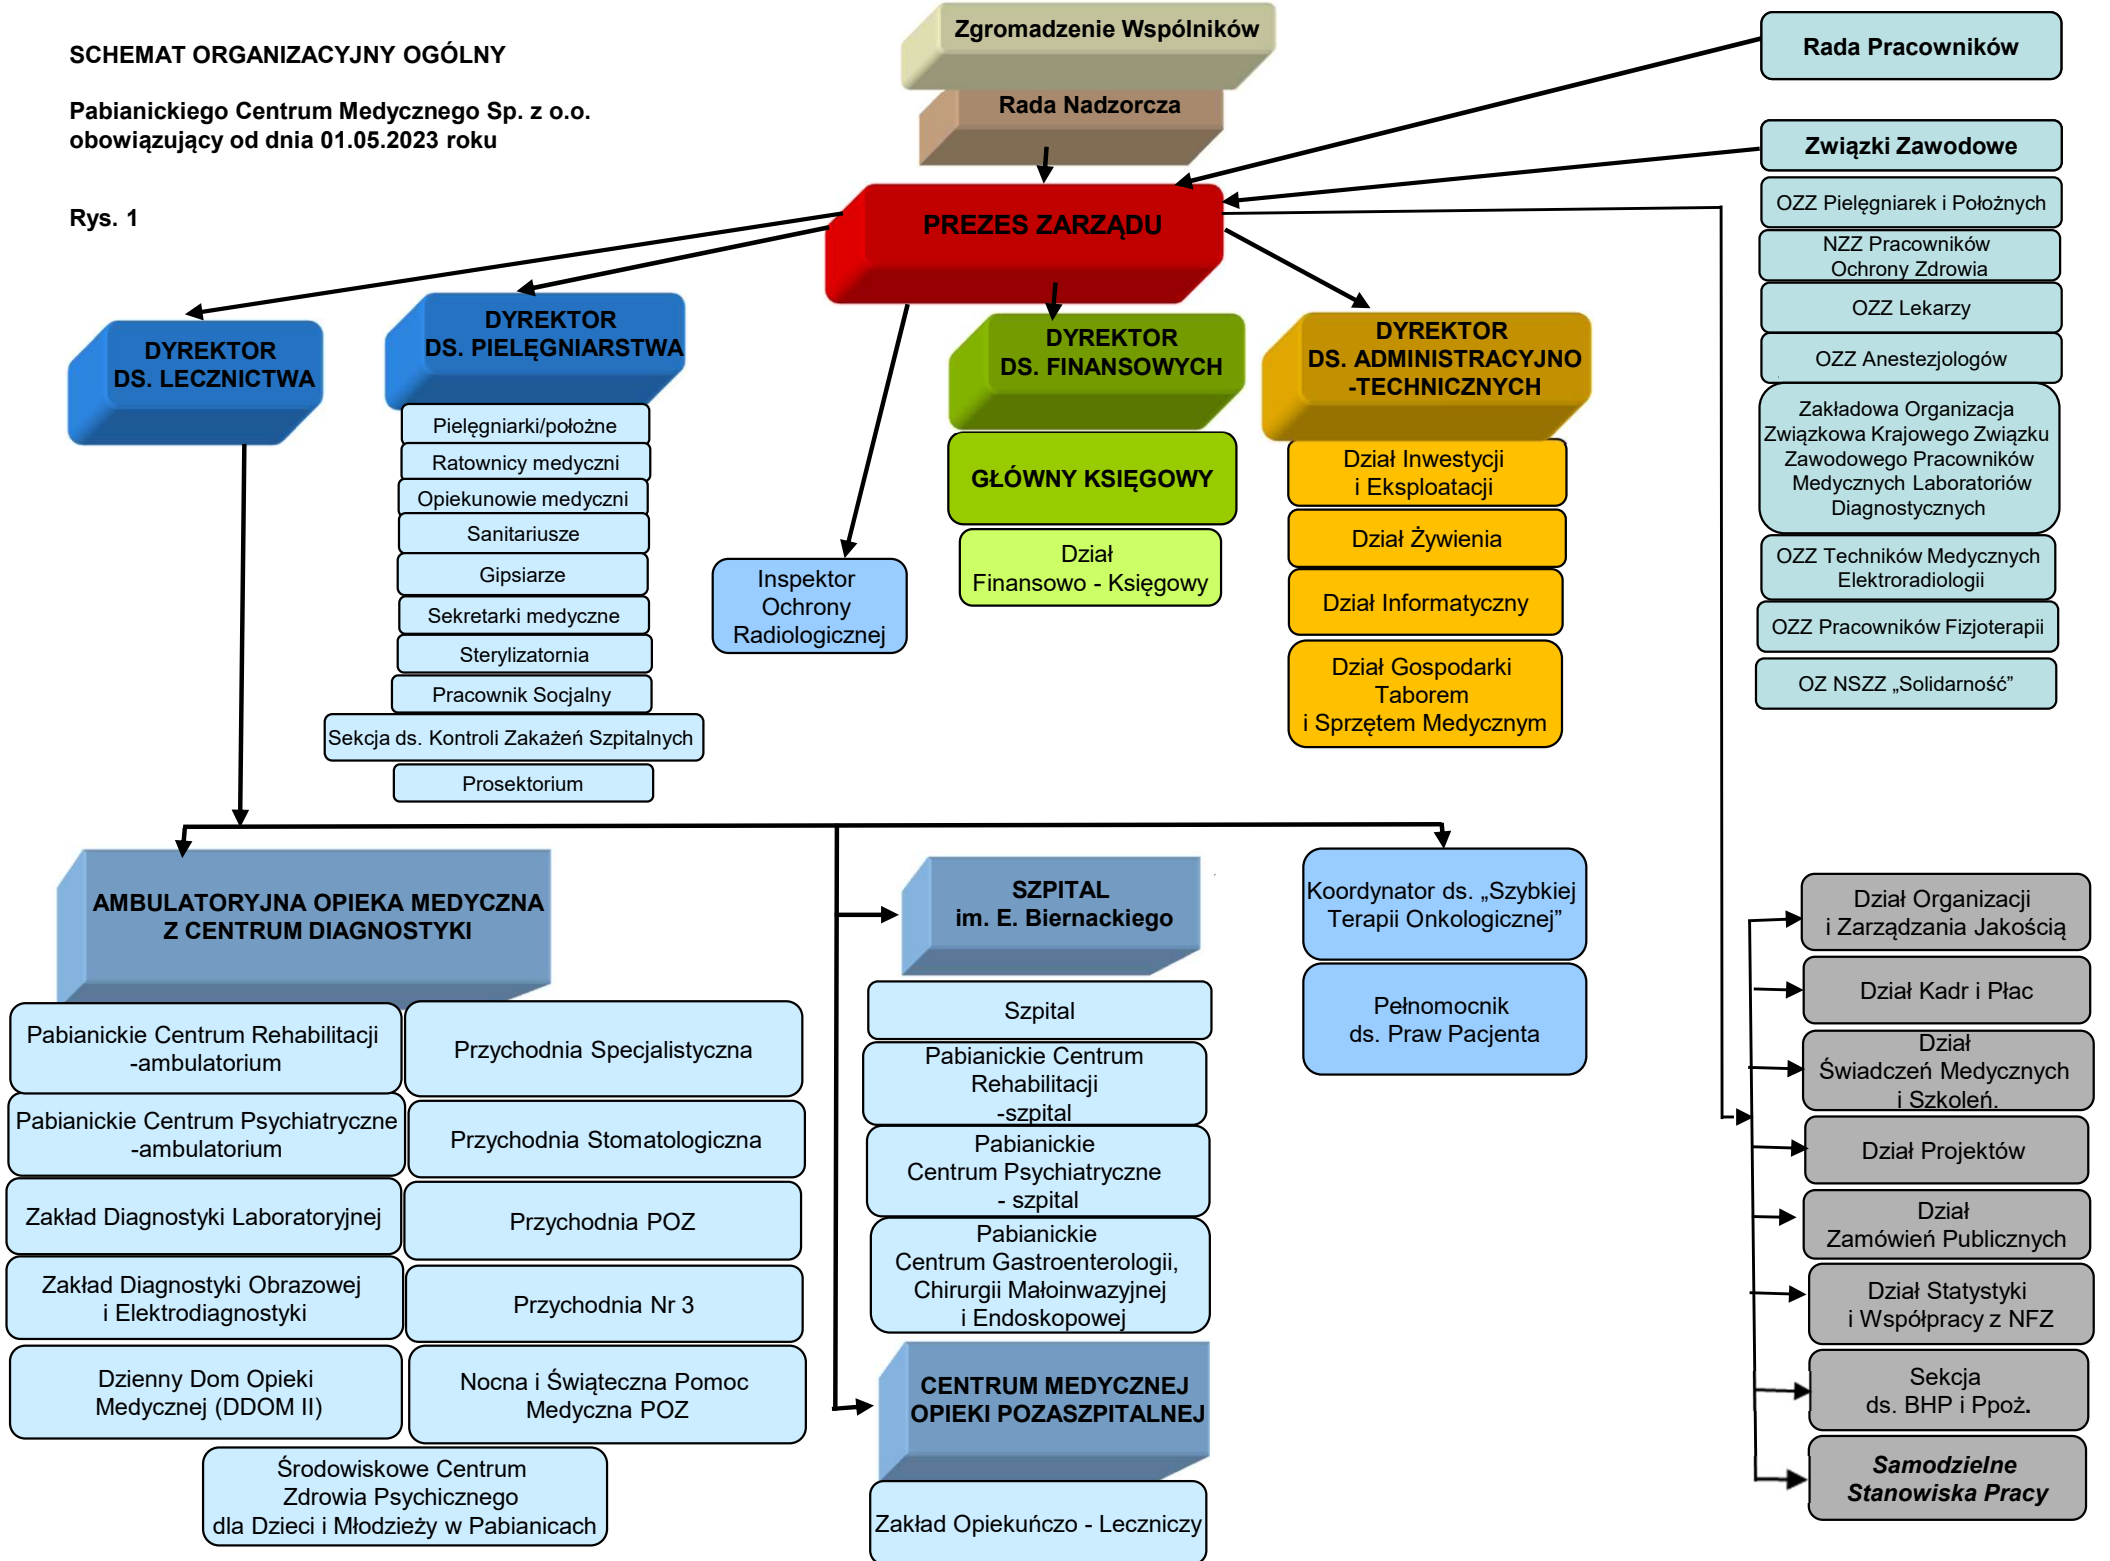 SCHEMAT ORGANIZACYJNY OGÓLNY
Pabianickiego Centrum Medycznego Sp. z o.o.
obowiązujący od dnia 01.05.2023 roku
Rys. 1
Zgromadzenie Wspólników
Rada Nadzorcza
PREZES ZARZĄDU
Rada Pracowników
Związki Zawodowe
OZZ Pielęgniarek i Położnych
NZZ Pracowników
Ochrony Zdrowia
OZZ Lekarzy
OZZ Anestezjologów
Zakładowa Organizacja
Związkowa Krajowego Związku
Zawodowego Pracowników
Medycznych Laboratoriów
Diagnostycznych
OZZ Techników Medycznych
Elektroradiologii
OZZ Pracowników Fizjoterapii
OZ NSZZ „Solidarność”
DYREKTOR
DS. LECZNICTWA
DYREKTOR
DS. PIELĘGNIARSTWA
Pielęgniarki/położne
Ratownicy medyczni
Opiekunowie medyczni
Sanitariusze
Gipsiarze
Sekretarki medyczne
Sterylizatornia
Pracownik Socjalny
Sekcja ds. Kontroli Zakażeń Szpitalnych
Prosektorium
Inspektor
Ochrony
Radiologicznej
DYREKTOR
DS. FINANSOWYCH
GŁÓWNY KSIĘGOWY
Dział
Finansowo - Księgowy
DYREKTOR
DS. ADMINISTRACYJNO
-TECHNICZNYCH
Dział Inwestycji
i Eksploatacji
Dział Żywienia
Dział Informatyczny
Dział Gospodarki
Taborem
i Sprzętem Medycznym
AMBULATORYJNA OPIEKA MEDYCZNA
Z CENTRUM DIAGNOSTYKI
Pabianickie Centrum Rehabilitacji
-ambulatorium
Przychodnia Specjalistyczna
Pabianickie Centrum Psychiatryczne
-ambulatorium
Przychodnia Stomatologiczna
Zakład Diagnostyki Laboratoryjnej
Przychodnia POZ
Zakład Diagnostyki Obrazowej
i Elektrodiagnostyki
Przychodnia Nr 3
Dzienny Dom Opieki
Medycznej (DDOM II)
Nocna i Świąteczna Pomoc
Medyczna POZ
Środowiskowe Centrum
Zdrowia Psychicznego
dla Dzieci i Młodzieży w Pabianicach
SZPITAL
im. E. Biernackiego
Szpital
Pabianickie Centrum
Rehabilitacji
-szpital
Pabianickie
Centrum Psychiatryczne
- szpital
Pabianickie
Centrum Gastroenterologii,
Chirurgii Małoinwazyjnej
i Endoskopowej
CENTRUM MEDYCZNEJ
OPIEKI POZASZPITALNEJ
Zakład Opiekuńczo - Leczniczy
Koordynator ds. „Szybkiej
Terapii Onkologicznej”
Pełnomocnik
ds. Praw Pacjenta
Dział Organizacji
i Zarządzania Jakością
Dział Kadr i Płac
Dział
Świadczeń Medycznych
i Szkoleń.
Dział Projektów
Dział
Zamówień Publicznych
Dział Statystyki
i Współpracy z NFZ
Sekcja
ds. BHP i Ppoż.
Samodzielne
Stanowiska Pracy